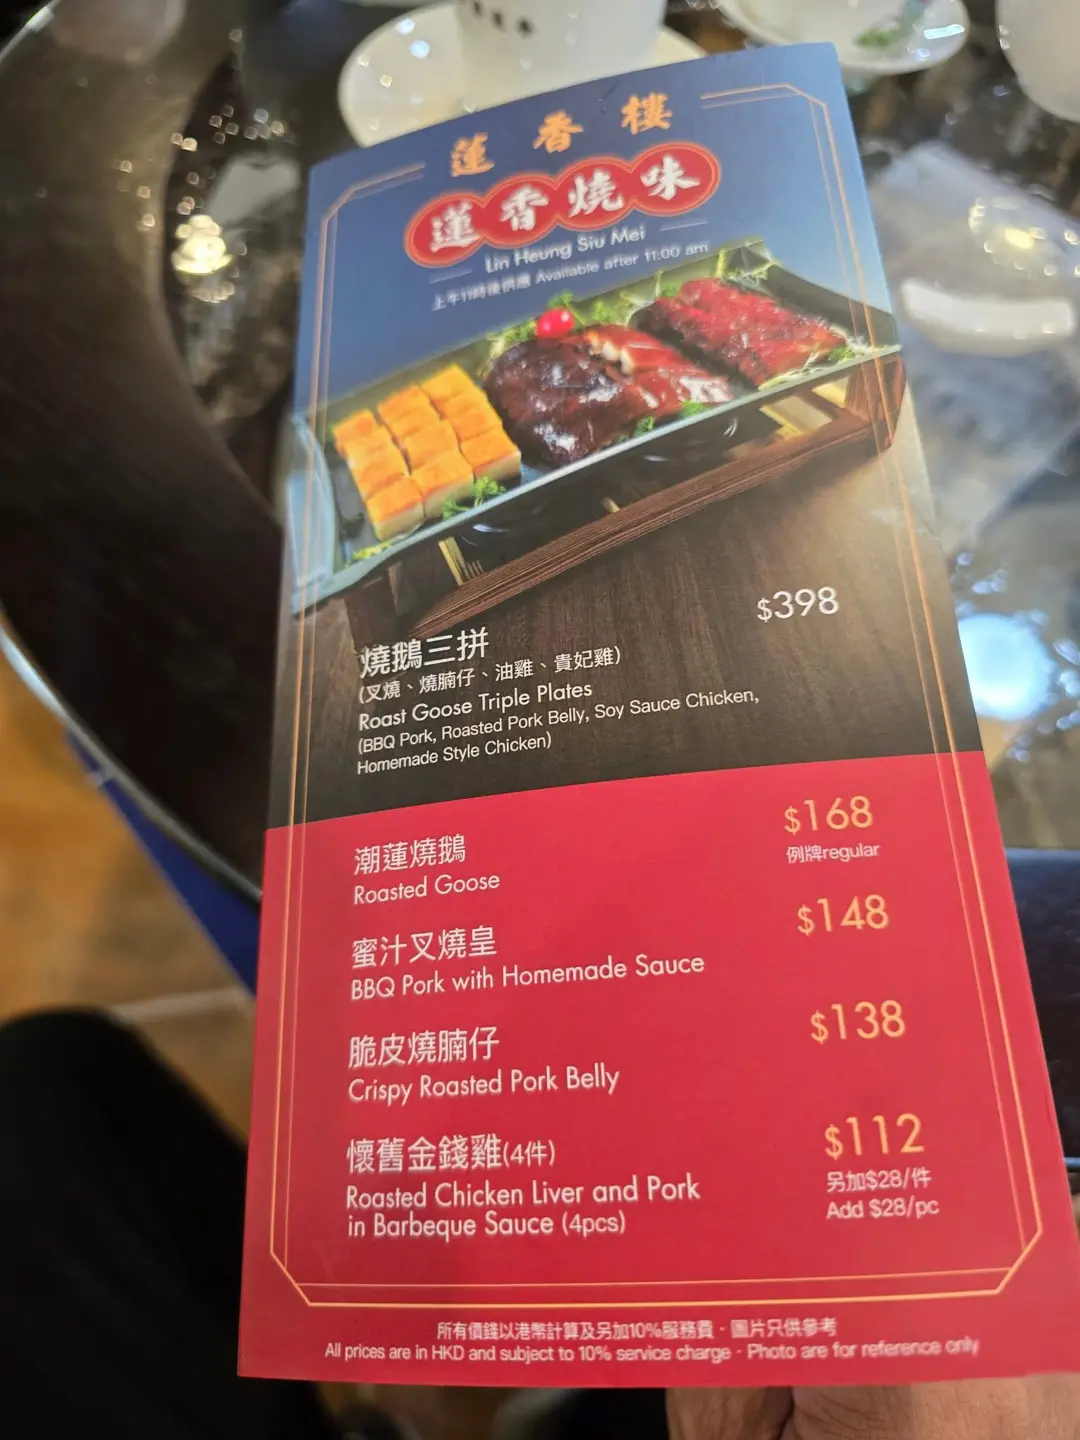 蓮香樓
蓮香燒味
Lin Heung Siu Mei
上午11時後供應 Available after 11:00 am
$398
燒鵝三拼
(叉燒、燒腩仔、油雞、貴妃雞)
Roast Goose Triple Plates
(BBQ Pork, Roasted Pork Belly, Soy Sauce Chicken,
Homemade Style Chicken)
潮蓮燒鵝
$168
Roasted Goose
例牌regular
蜜汁叉燒皇
$148
BBQ Pork with Homemade Sauce
脆皮燒腩仔
$138
Crispy Roasted Pork Belly
懷舊金錢雞(4件)
$112
Roasted Chicken Liver and Pork
in Barbeque Sauce (4pcs)
另加$28/件
Add $28/pc
所有價錢以港幣計算及另加10%服務費 · 圖片只供參考
All prices are in HKD and subject to 10% service charge · Photo are for reference only